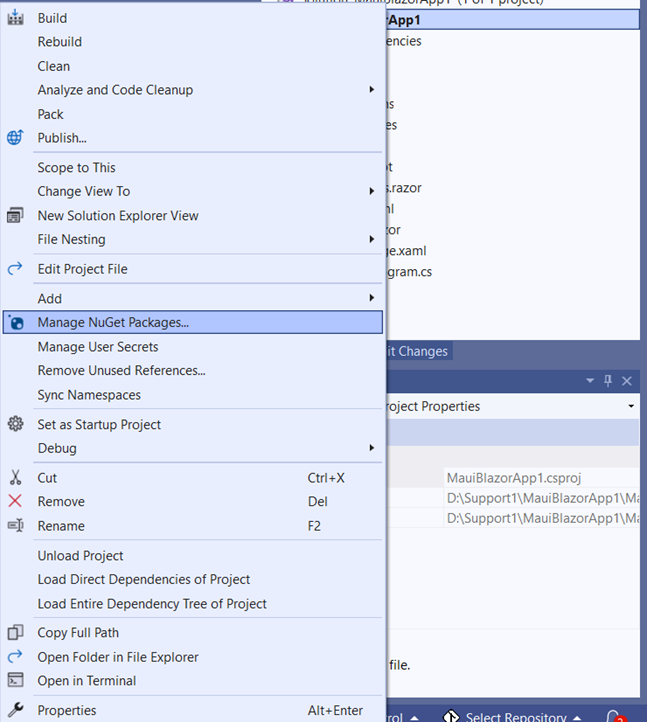 Build
Rebuild
Clean
Analyze and Code Cleanup
Pack
Publish...
Scope to This
Change View To
New Solution Explorer View
File Nesting
Edit Project File
Add
Manage NuGet Packages...
Manage User Secrets
Remove Unused References...
Sync Namespaces
Set as Startup Project
Debug
Cut Ctrl+X
Remove Del
Rename F2
Unload Project
Load Direct Dependencies of Project
Load Entire Dependency Tree of Project
Copy Full Path
Open Folder in File Explorer
Open in Terminal
Properties Alt+Enter
MauiBlazorApp1 (1 of 1 project)
rApp1
encies
ns
es
ot
s.razor
ml
zor
ge.xaml
gram.cs
it Changes
roject Properties
MauiBlazorApp1.csproj
D:\Support1\MauiBlazorApp1\Ma
D:\Support1\MauiBlazorApp1\Ma
file.
rol Select Repository 2